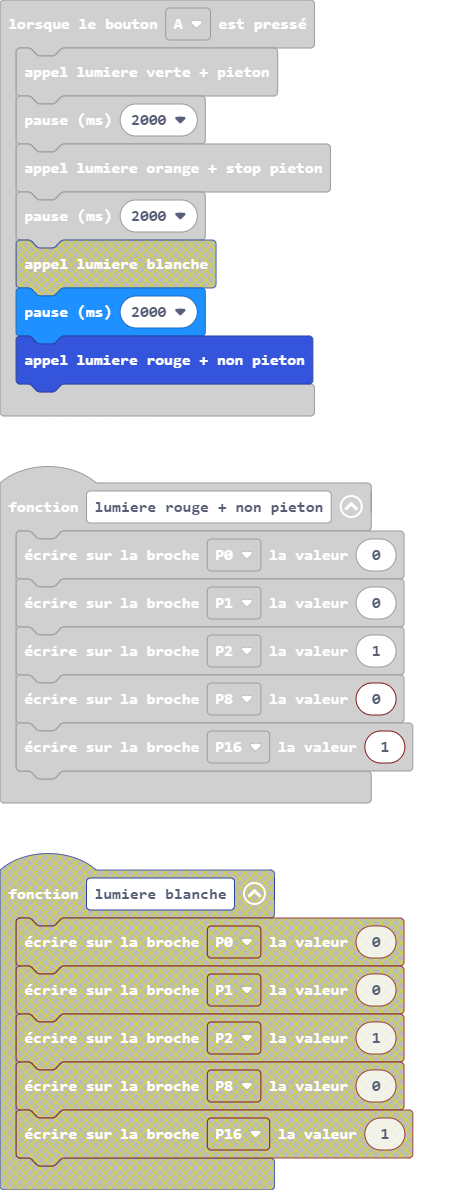 lorsque le bouton A est pressé
appel lumiere verte + pieton
pause (ms) 2000
appel lumiere orange + stop pieton
pause (ms) 2000
appel lumiere blanche
pause (ms) 2000
appel lumiere rouge + non pieton
fonction lumiere rouge + non pieton
écrire sur la broche P0 la valeur 0
écrire sur la broche P1 la valeur 0
écrire sur la broche P2 la valeur 1
écrire sur la broche P8 la valeur 0
écrire sur la broche P16 la valeur 1
fonction lumiere blanche
écrire sur la broche P0 la valeur 0
écrire sur la broche P1 la valeur 0
écrire sur la broche P2 la valeur 1
écrire sur la broche P8 la valeur 0
écrire sur la broche P16 la valeur 1